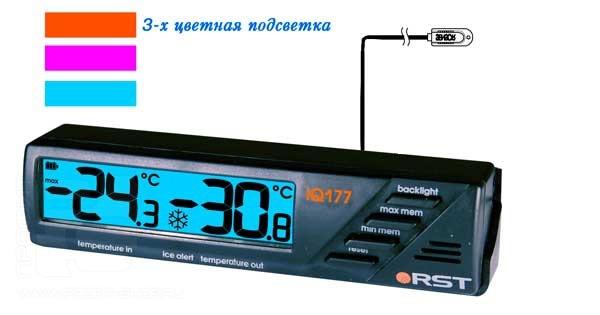 3-х цветная подсветка
SENSOR
IQ177
backlight
max mem
min mem
reset
max
-24.3 °C
-30.8 °C
temperature in
ice alert
temperature out
RST